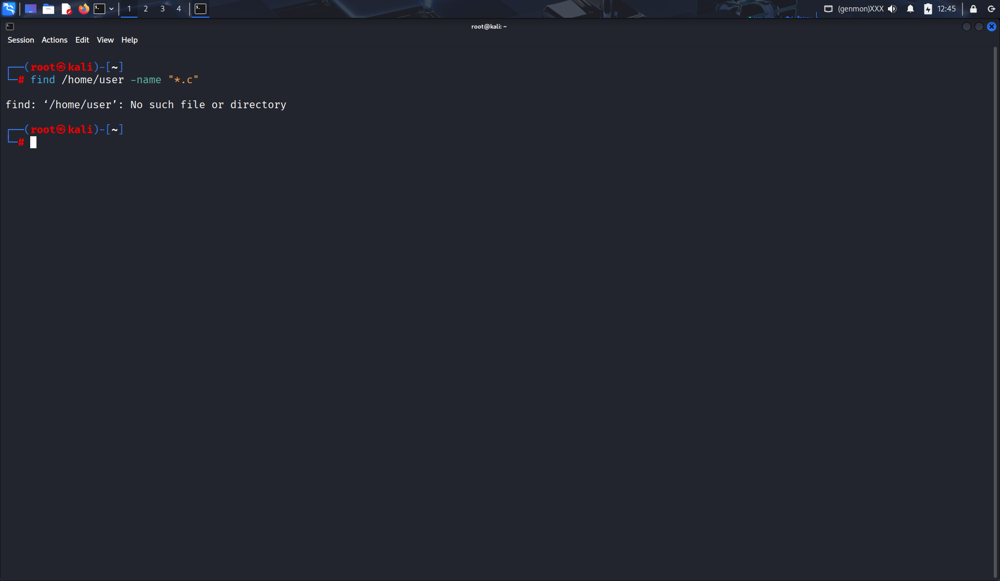 1 2 3 4 (genmon)XXX 12:45
root@kali: ~
Session Actions Edit View Help
┌──(root㉿kali)-[~]
└─# find /home/user -name "*.c"
find: ‘/home/user’: No such file or directory
┌──(root㉿kali)-[~]
└─#